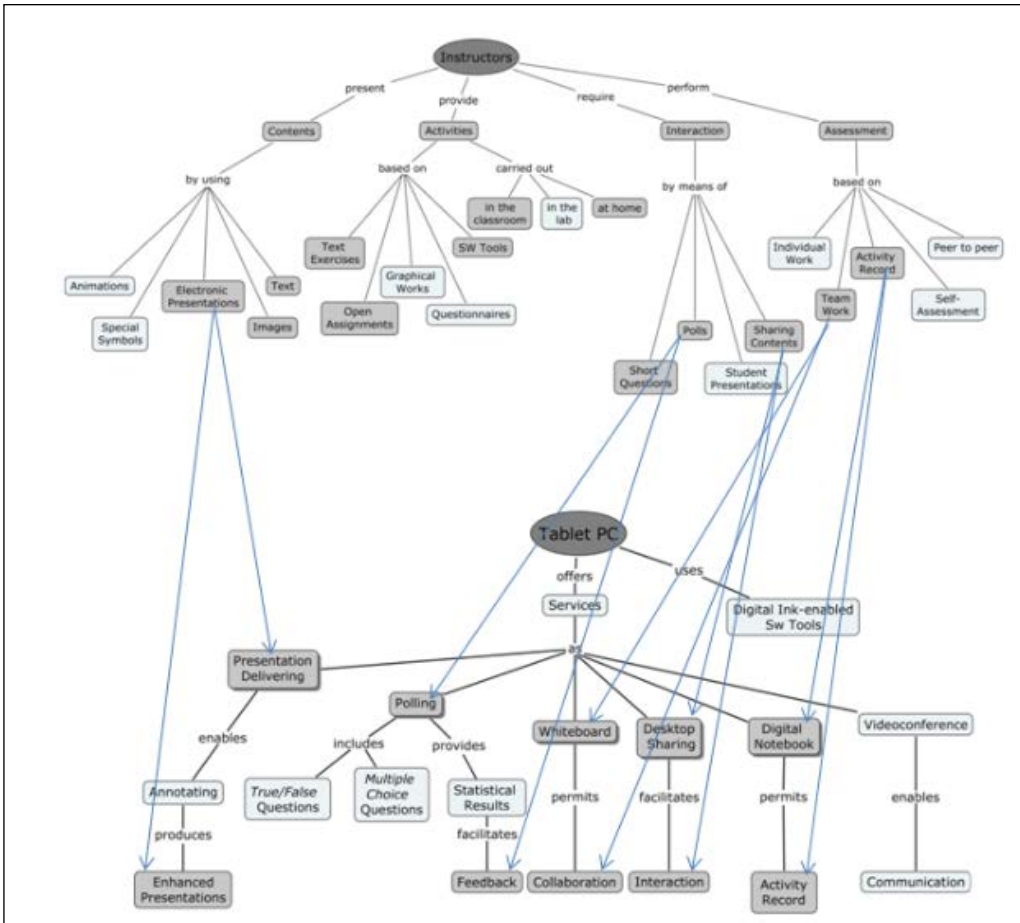 Instructors
present
provide
require
perform
Contents
Activities
Interaction
Assessment
by using
based on
carried out
by means of
based on
in the
classroom
in the
lab
at home
Text
Exercises
SW Tools
Individual
Work
Activity
Record
Peer to peer
Animations
Electronic
Presentations
Text
Graphical
Works
Special
Symbols
Images
Open
Assignments
Questionnaires
Polls
Sharing
Contents
Team
Work
Self-
Assessment
Short
Questions
Student
Presentations
Tablet PC
offers
uses
Services
Digital Ink-enabled
Sw Tools
as
Presentation
Delivering
Polling
Whiteboard
Desktop
Sharing
Digital
Notebook
Videoconference
enables
includes
provides
Annotating
True/False
Questions
Multiple
Choice
Questions
Statistical
Results
permits
facilitates
permits
enables
produces
facilitates
Enhanced
Presentations
Feedback
Collaboration
Interaction
Activity
Record
Communication